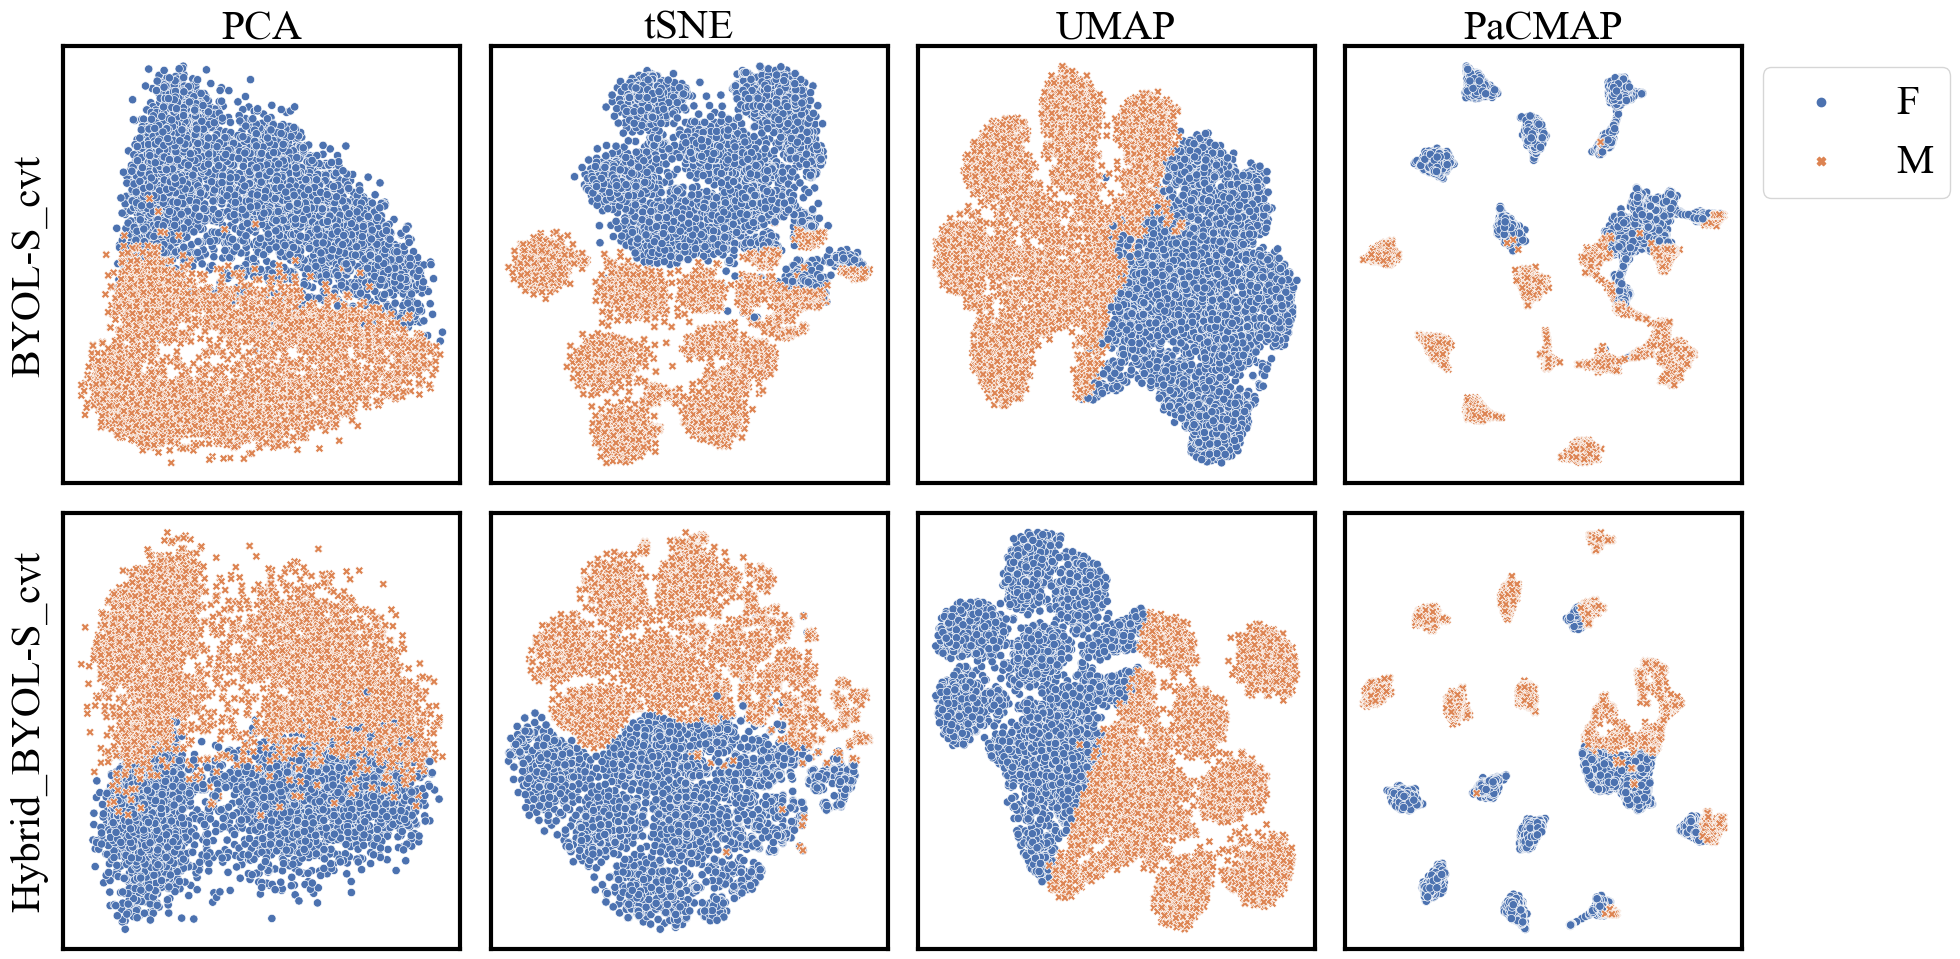 PCA
tSNE
UMAP
PaCMAP
F
M
BYOL-S_cvt
Hybrid_BYOL-S_cvt